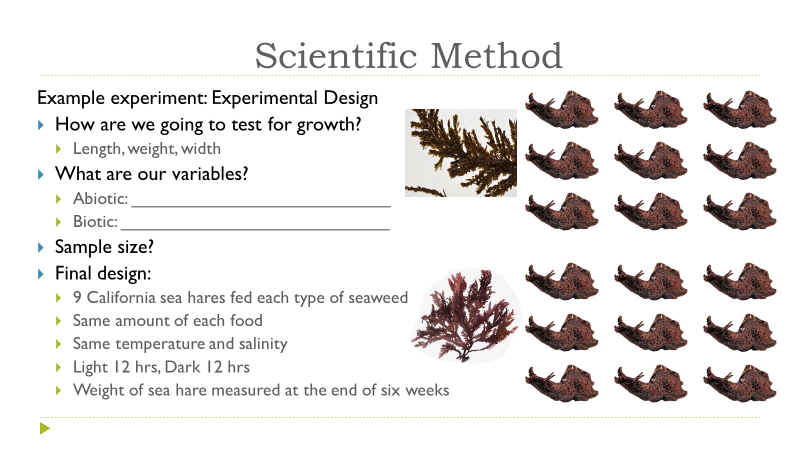 Scientific Method
Example experiment: Experimental Design
How are we going to test for growth?
Length, weight, width
What are our variables?
Abiotic: ____________________________
Biotic: _____________________________
Sample size?
Final design:
9 California sea hares fed each type of seaweed
Same amount of each food
Same temperature and salinity
Light 12 hrs, Dark 12 hrs
Weight of sea hare measured at the end of six weeks